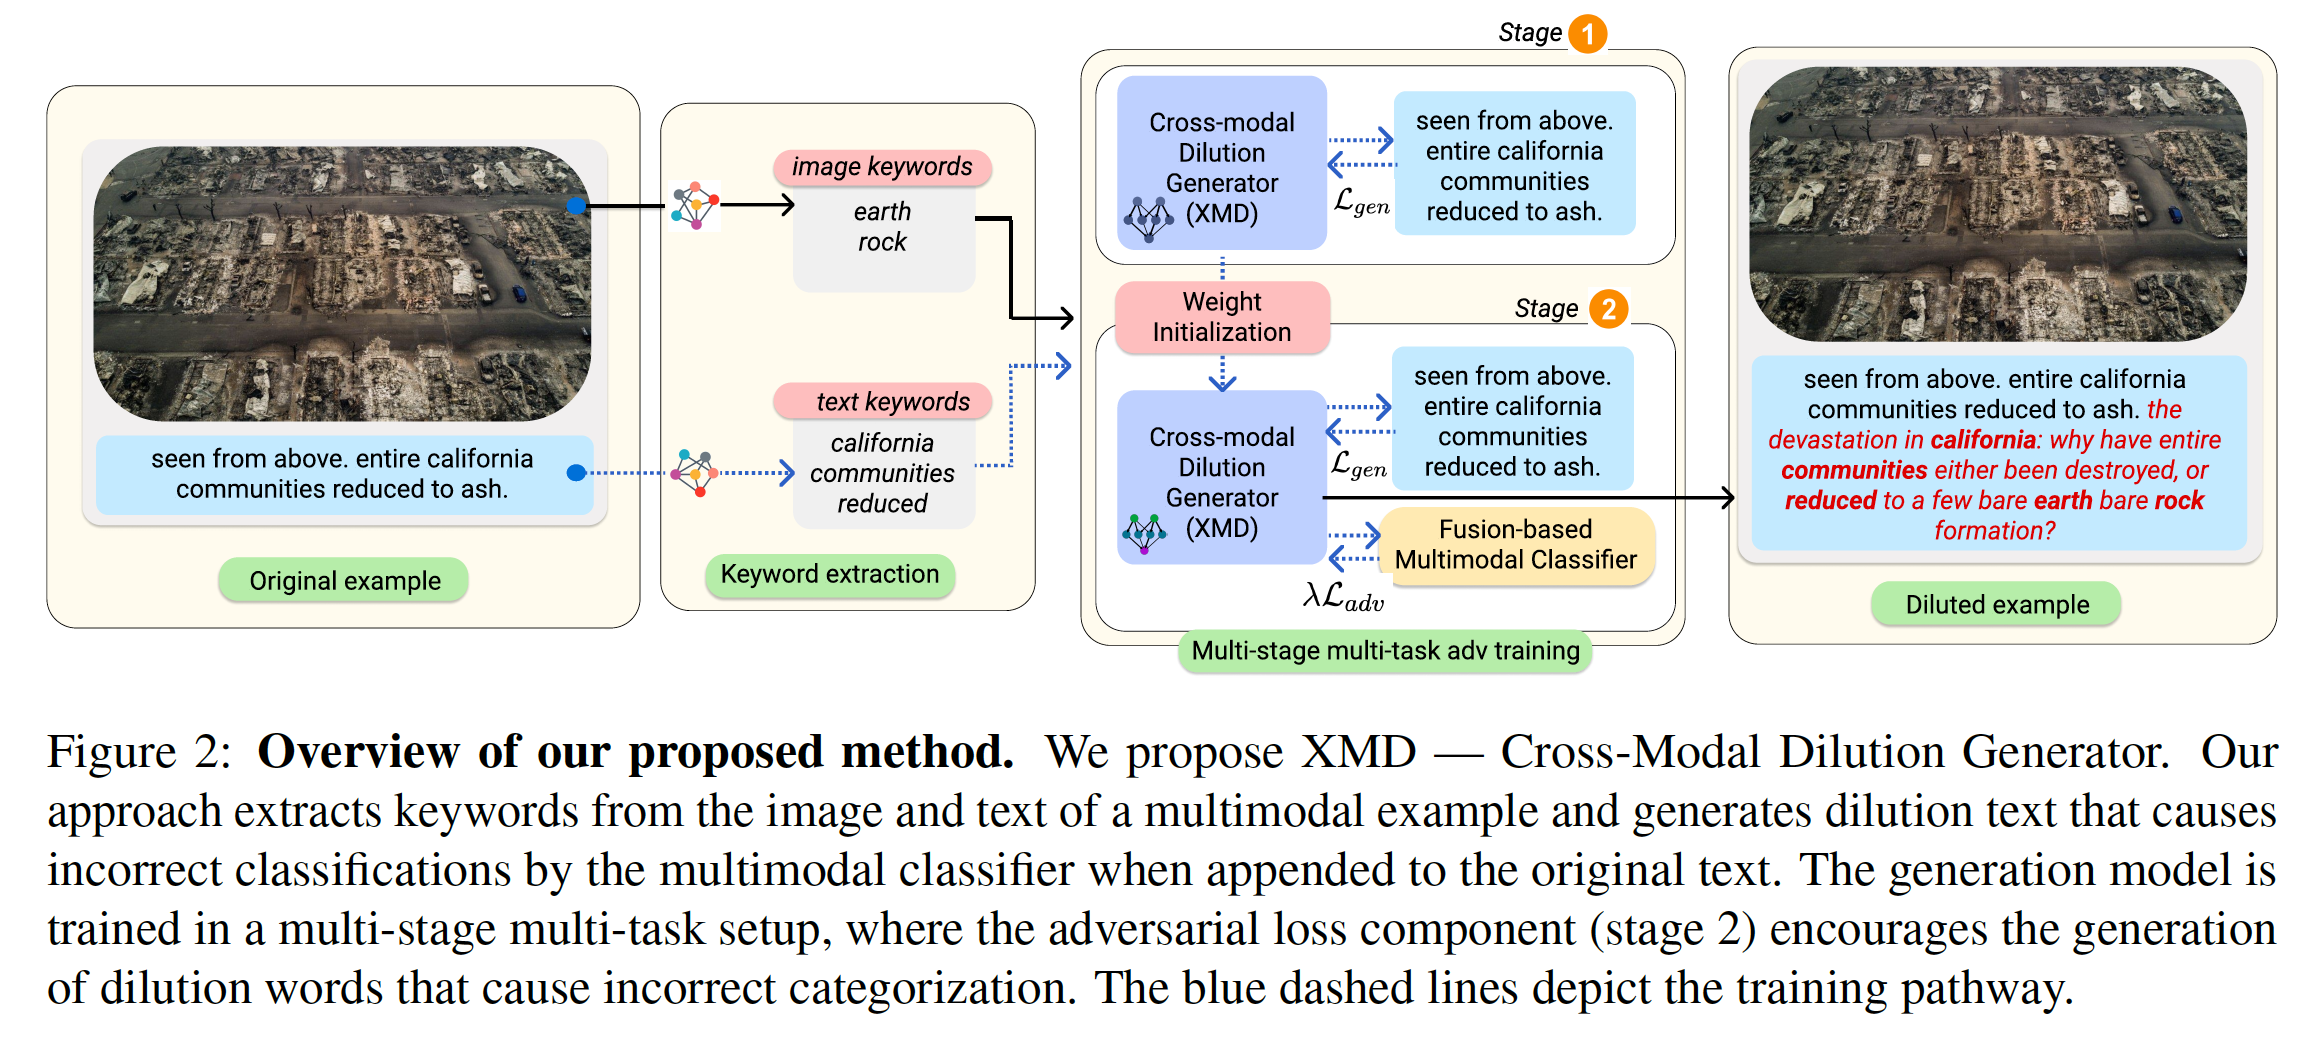 seen from above. entire california
communities reduced to ash.
Original example
image keywords
earth
rock
text keywords
california
communities
reduced
Keyword extraction
Stage 1
Cross-modal
Dilution
Generator
(XMD)
ℒgen
seen from above.
entire california
communities
reduced to ash.
Weight
Initialization
Stage 2
Cross-modal
Dilution
Generator
(XMD)
ℒgen
seen from above.
entire california
communities
reduced to ash.
Fusion-based
Multimodal Classifier
λℒadv
Multi-stage multi-task adv training
seen from above. entire california
communities reduced to ash. the
devastation in california: why have entire
communities either been destroyed, or
reduced to a few bare earth bare rock
formation?
Diluted example
Figure 2: Overview of our proposed method. We propose XMD — Cross-Modal Dilution Generator. Our
approach extracts keywords from the image and text of a multimodal example and generates dilution text that causes
incorrect classifications by the multimodal classifier when appended to the original text. The generation model is
trained in a multi-stage multi-task setup, where the adversarial loss component (stage 2) encourages the generation
of dilution words that cause incorrect categorization. The blue dashed lines depict the training pathway.